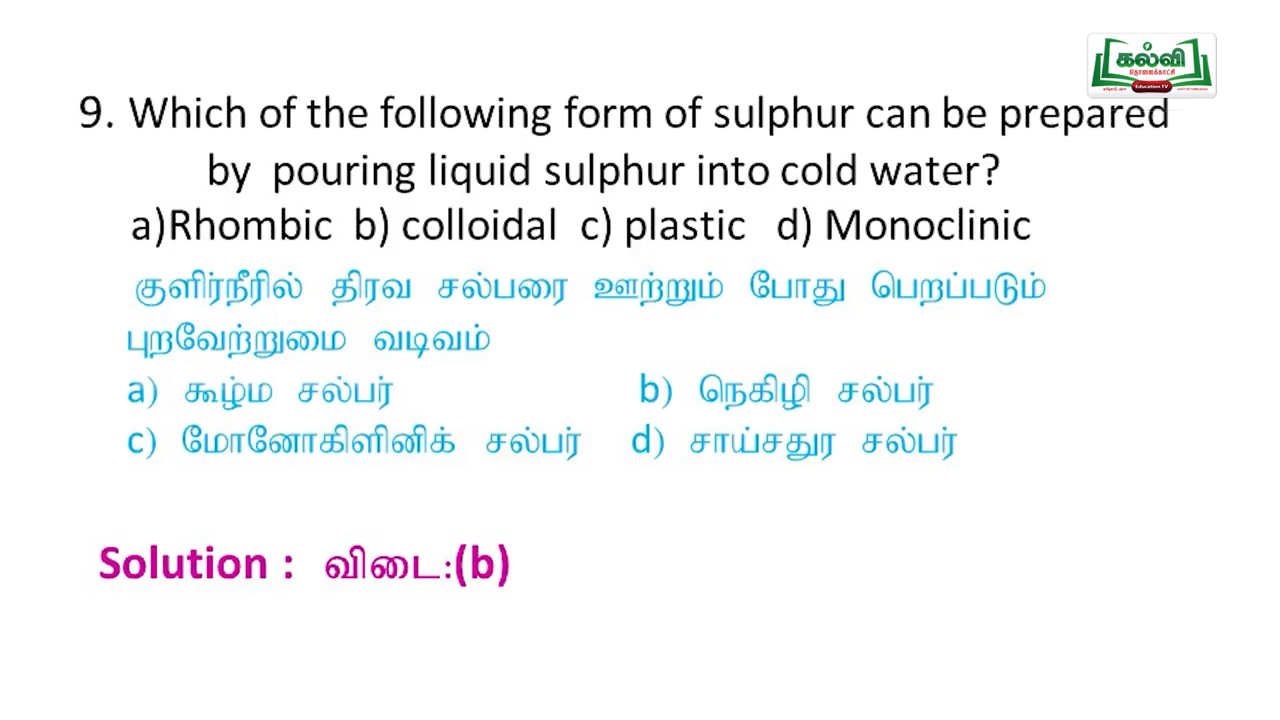 கல்வி
தொலைக்காட்சி
Education TV
9. Which of the following form of sulphur can be prepared
by pouring liquid sulphur into cold water?
a)Rhombic b) colloidal c) plastic d) Monoclinic
குளிர்நீரில் திரவ சல்பரை ஊற்றும் போது பெறப்படும்
புறவேற்றுமை வடிவம்
a) கூழ்ம சல்பர் b) நெகிழி சல்பர்
c) மோனோகிளினிக் சல்பர் d) சாய்சதுர சல்பர்
Solution : விடை:(b)